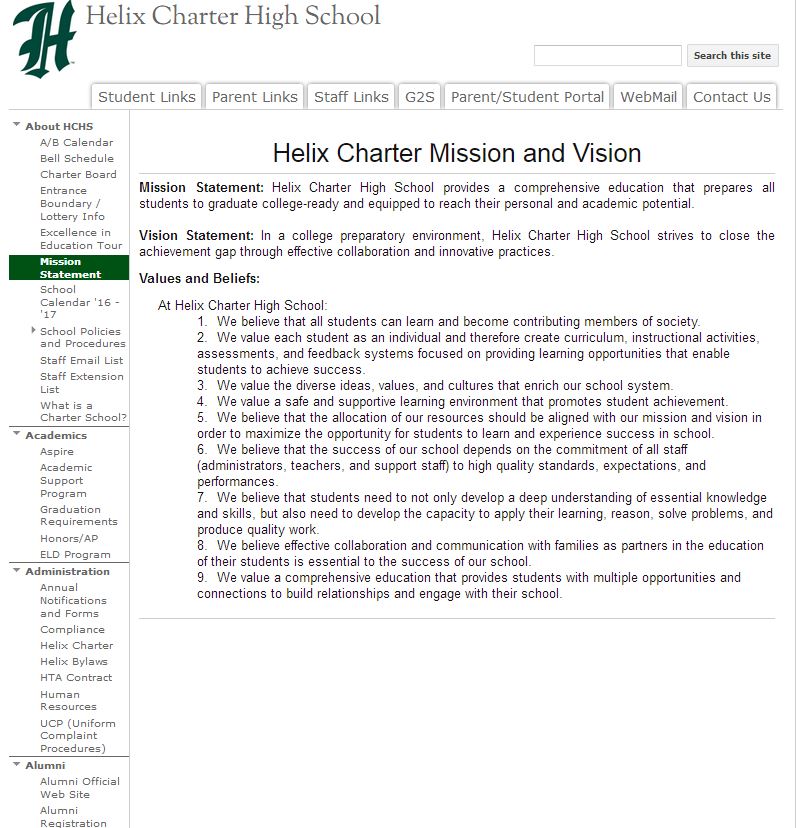 H
Helix Charter High School
Search this site
Student Links
Parent Links
Staff Links
G2S
Parent/Student Portal
WebMail
Contact Us
About HCHS
A/B Calendar
Bell Schedule
Charter Board
Entrance
Boundary /
Lottery Info
Excellence in
Education Tour
Mission
Statement
School
Calendar '16 -
'17
School Policies
and Procedures
Staff Email List
Staff Extension
List
What is a
Charter School?
Academics
Aspire
Academic
Support
Program
Graduation
Requirements
Honors/AP
ELD Program
Administration
Annual
Notifications
and Forms
Compliance
Helix Charter
Helix Bylaws
HTA Contract
Human
Resources
UCP (Uniform
Complaint
Procedures)
Alumni
Alumni Official
Web Site
Alumni
Registration
Helix Charter Mission and Vision
Mission Statement: Helix Charter High School provides a comprehensive education that prepares all
students to graduate college-ready and equipped to reach their personal and academic potential.
Vision Statement: In a college preparatory environment, Helix Charter High School strives to close the
achievement gap through effective collaboration and innovative practices.
Values and Beliefs:
At Helix Charter High School:
1. We believe that all students can learn and become contributing members of society.
2. We value each student as an individual and therefore create curriculum, instructional activities,
assessments, and feedback systems focused on providing learning opportunities that enable
students to achieve success.
3. We value the diverse ideas, values, and cultures that enrich our school system.
4. We value a safe and supportive learning environment that promotes student achievement.
5. We believe that the allocation of our resources should be aligned with our mission and vision in
order to maximize the opportunity for students to learn and experience success in school.
6. We believe that the success of our school depends on the commitment of all staff
(administrators, teachers, and support staff) to high quality standards, expectations, and
performances.
7. We believe that students need to not only develop a deep understanding of essential knowledge
and skills, but also need to develop the capacity to apply their learning, reason, solve problems, and
produce quality work.
8. We believe effective collaboration and communication with families as partners in the education
of their students is essential to the success of our school.
9. We value a comprehensive education that provides students with multiple opportunities and
connections to build relationships and engage with their school.